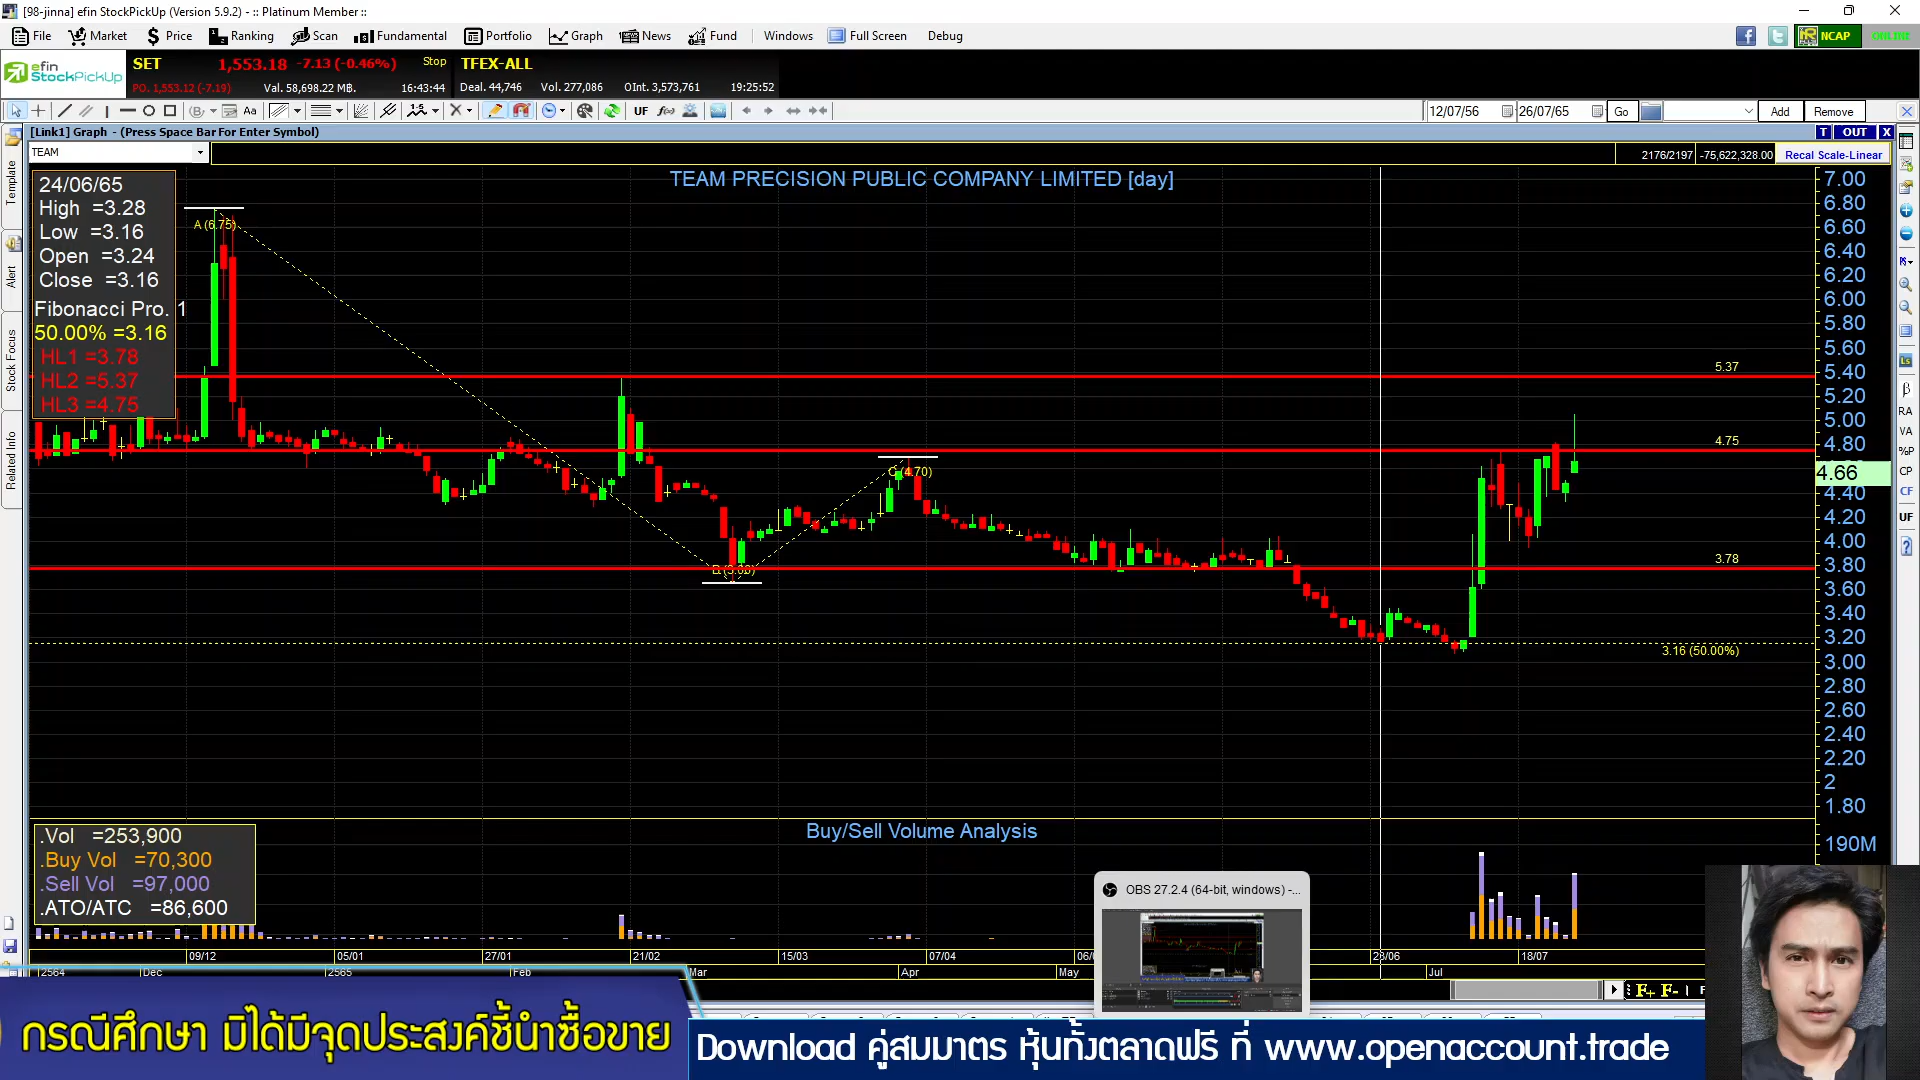 [98-jinna] efin StockPickUp (Version 5.9.2) - :: Platinum Member ::
File Market Price Ranking Scan Fundamental Portfolio Graph News Fund Windows Full Screen Debug NCAP ONLINE
efin StockPickUp
SET 1,553.18 -7.13 (-0.46%) Stop TFEX-ALL
PO. 1,553.12 (-7.19) Val. 58,698.22 M฿. 16:43:44 Deal. 44,746 Vol. 277,086 OInt. 3,573,761 19:25:52
Aa UF f(x) 12/07/56 26/07/65 Go Add Remove
[Link1] Graph - (Press Space Bar For Enter Symbol) T OUT X
TEAM 2176/2197 -75,622,328.00 Recal Scale-Linear
TEAM PRECISION PUBLIC COMPANY LIMITED [day]
24/06/65
High =3.28
Low =3.16
Open =3.24
Close =3.16
Fibonacci Pro. 1
50.00% =3.16
HL1 =3.78
HL2 =5.37
HL3 =4.75
A (6.75)
C (4.70)
5.37
4.75
3.78
3.16 (50.00%)
7.00
6.80
6.60
6.40
6.20
6.00
5.80
5.60
5.40
5.20
5.00
4.80
4.66
4.40
4.20
4.00
3.80
3.60
3.40
3.20
3.00
2.80
2.60
2.40
2.20
2
1.80
190M
Template
Alert
Stock Focus
Related Info
Ls
β
RA
VA
%P
CP
CF
UF
Buy/Sell Volume Analysis
.Vol =253,900
.Buy Vol =70,300
.Sell Vol =97,000
.ATO/ATC =86,600
OBS 27.2.4 (64-bit, windows) -...
09/12 05/01 27/01 21/02 15/03 07/04 28/06 18/07
2564 Dec 2565 Feb Mar Apr May Jul
F+ F-
กรณีศึกษา มิได้มีจุดประสงค์ชี้นำซื้อขาย
Download คู่สมมาตร หุ้นทั้งตลาดฟรี ที่ www.openaccount.trade